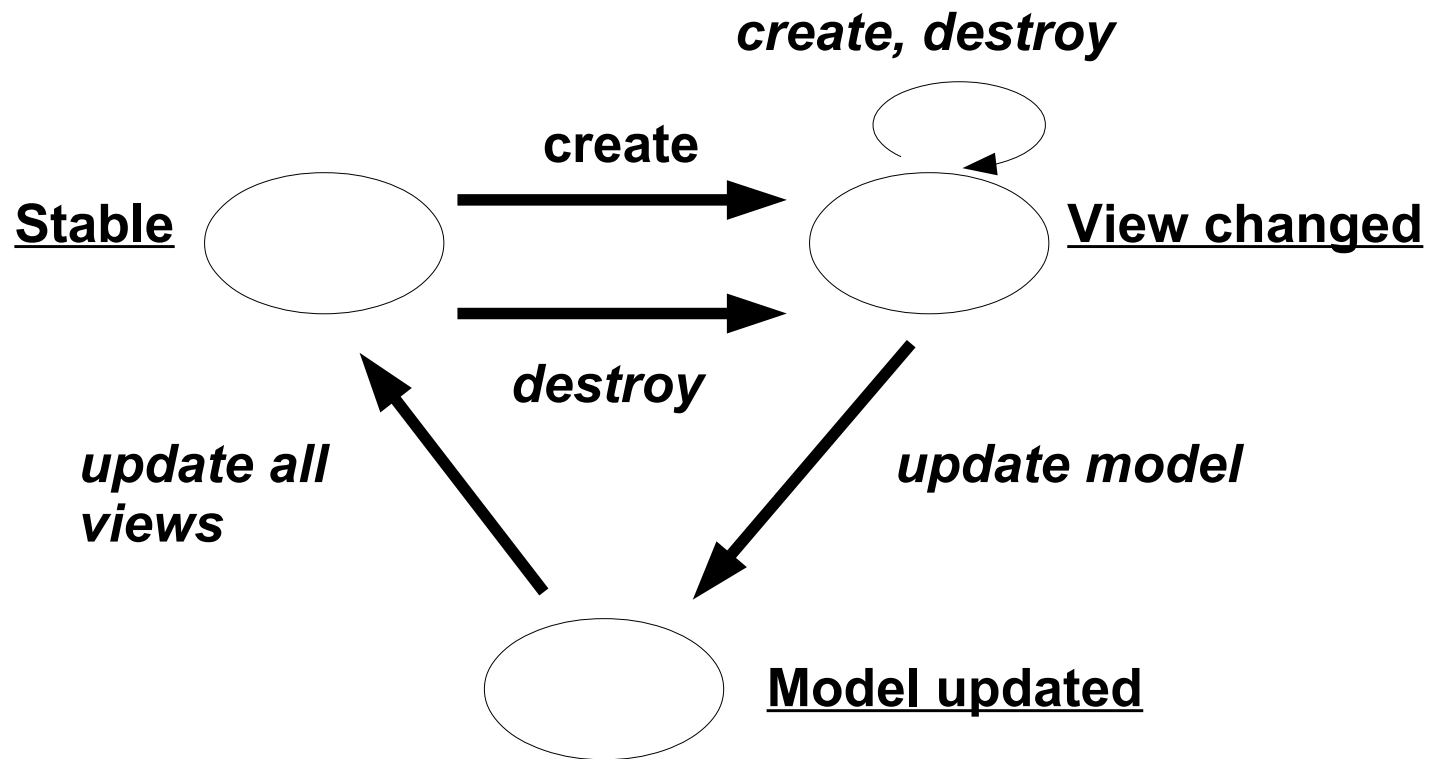 create, destroy
create
Stable
View changed
destroy
update all
views
update model
Model updated